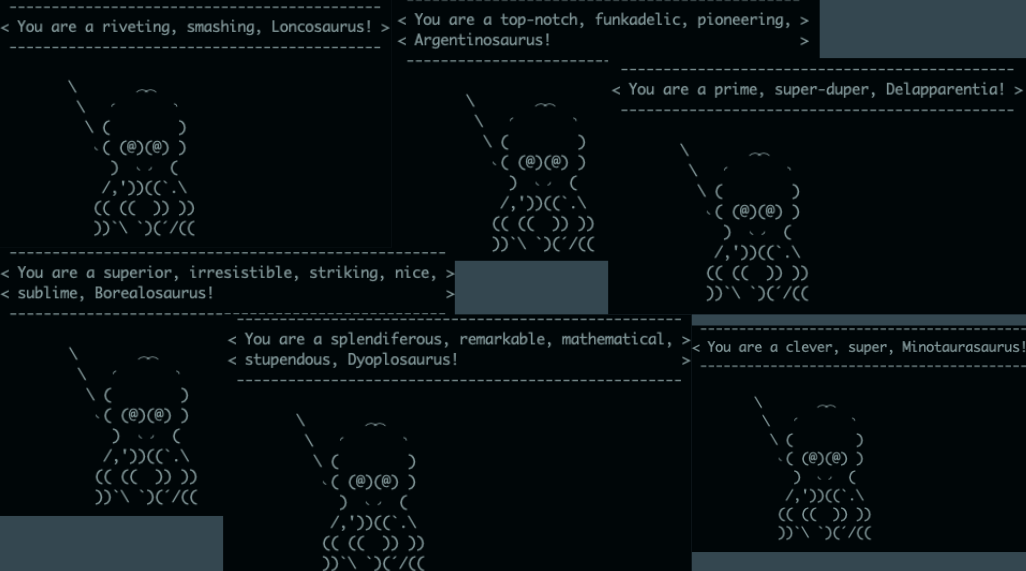 < You are a riveting, smashing, Loncosaurus! >
< You are a top-notch, funkadelic, pioneering, >
< Argentinosaurus! >
< You are a prime, super-duper, Delapparentia! >
< You are a superior, irresistible, striking, nice, >
< sublime, Borealosaurus! >
< You are a splendiferous, remarkable, mathematical, >
< stupendous, Dyoplosaurus! >
< You are a clever, super, Minotaurasaurus!